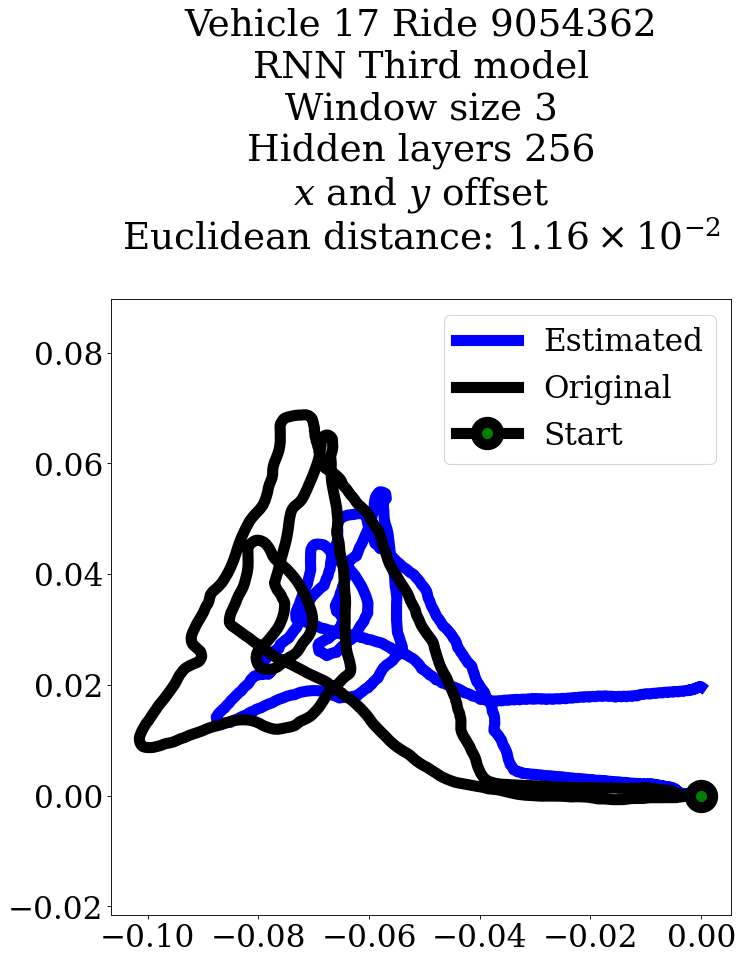 Vehicle 17 Ride 9054362
RNN Third model
Window size 3
Hidden layers 256
x and y offset
Euclidean distance: 1.16 × 10⁻²
Estimated
Original
Start
0.08
0.06
0.04
0.02
0.00
−0.02
−0.10 −0.08 −0.06 −0.04 −0.02 0.00